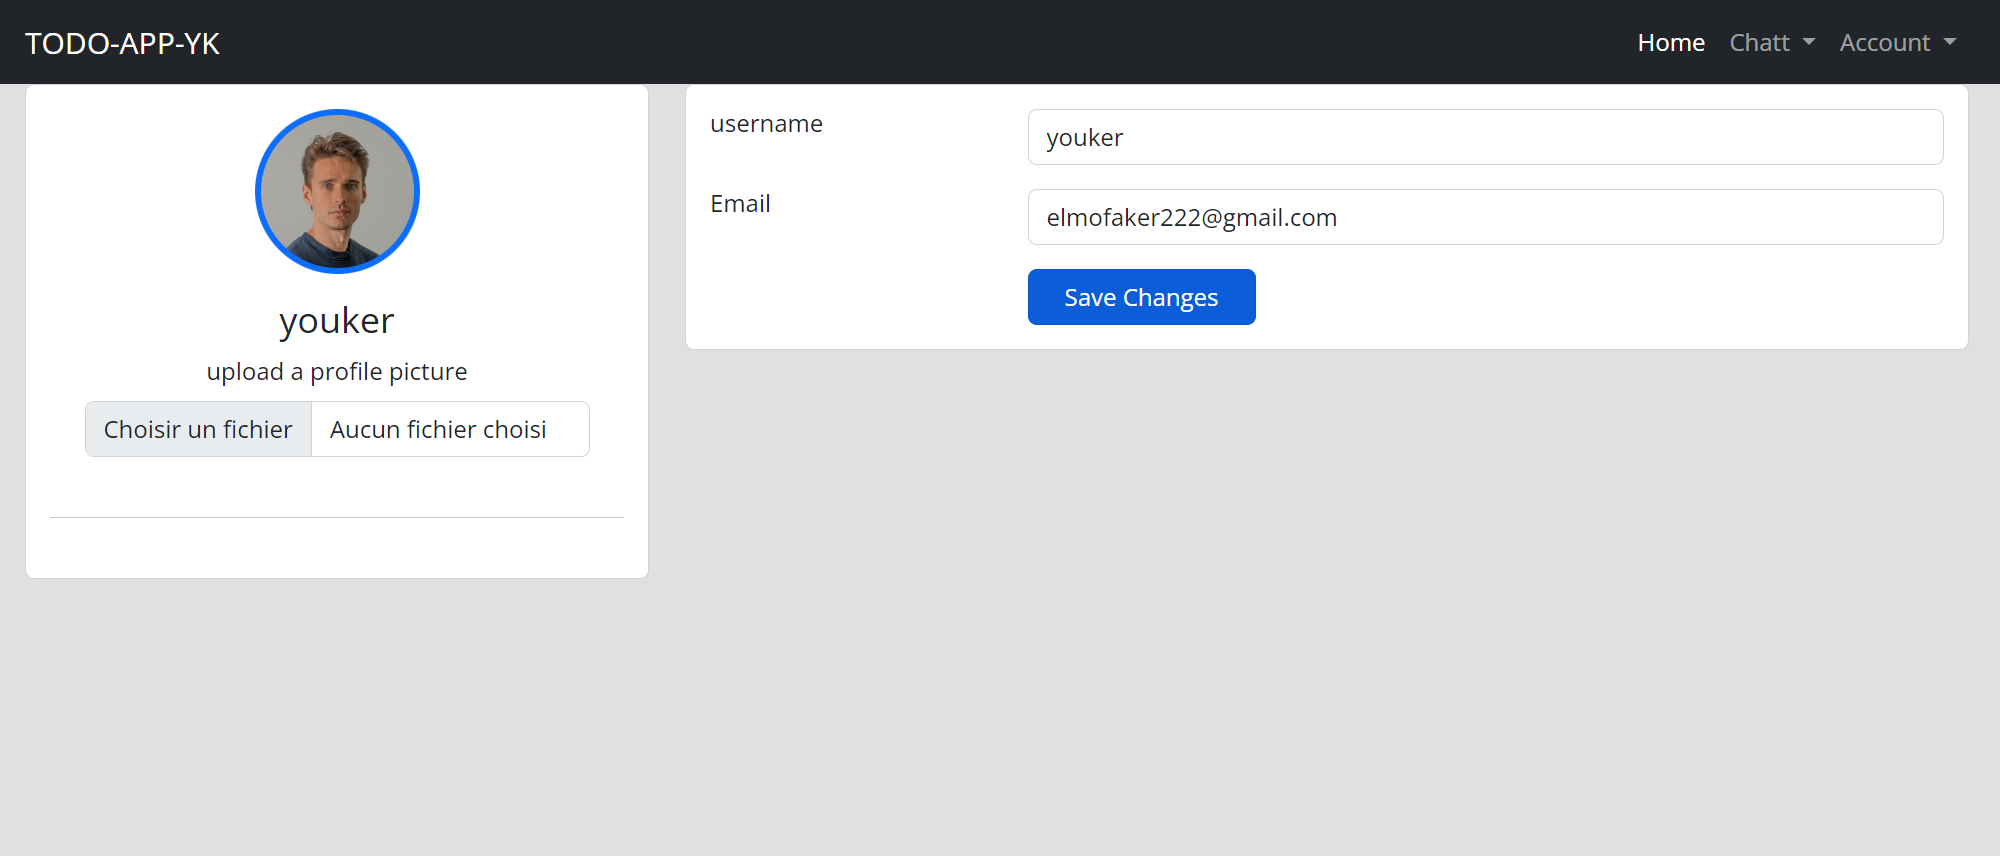 TODO-APP-YK
Home Chatt Account
youker
upload a profile picture
Choisir un fichier Aucun fichier choisi
username youker
Email elmofaker222@gmail.com
Save Changes